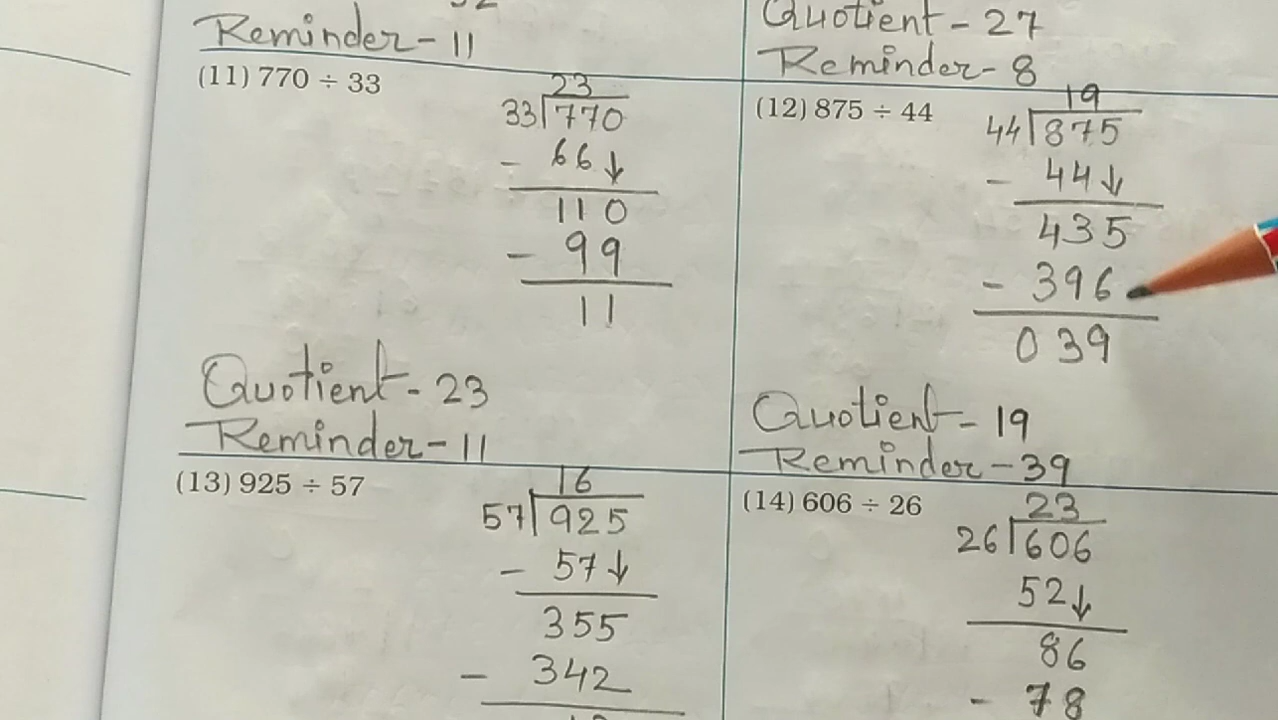 Reminder - 11
Quotient - 27
Reminder - 8
(11) 770 ÷ 33
23
33 770
- 66↓
110
- 99
11
Quotient - 23
Reminder - 11
(12) 875 ÷ 44
19
44 875
- 44↓
435
- 396
039
Quotient - 19
Reminder - 39
(13) 925 ÷ 57
16
57 925
- 57↓
355
- 342
(14) 606 ÷ 26
23
26 606
52↓
86
- 78